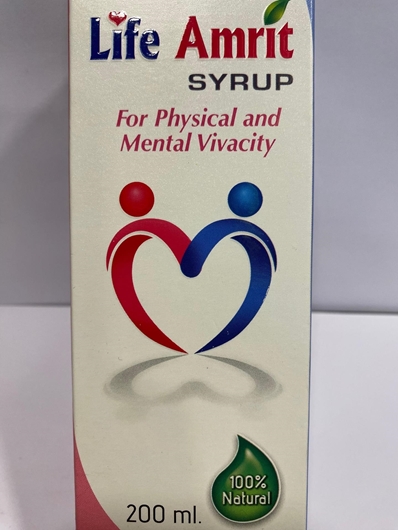 Life Amrit
SYRUP
For Physical and
Mental Vivacity
100%
Natural
200 ml.